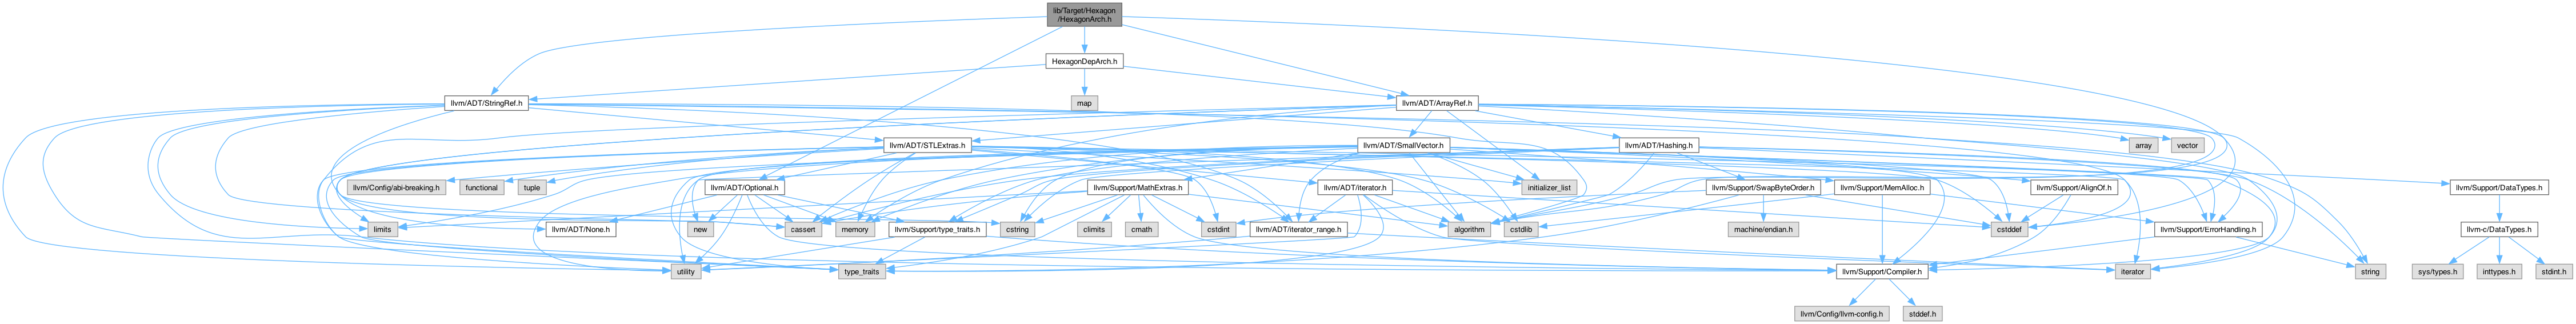 lib/Target/Hexagon
/HexagonArch.h
HexagonDepArch.h
llvm/ADT/StringRef.h
map
llvm/ADT/ArrayRef.h
llvm/ADT/STLExtras.h
llvm/ADT/SmallVector.h
llvm/ADT/Hashing.h
array
vector
llvm/Config/abi-breaking.h
functional
tuple
llvm/ADT/Optional.h
llvm/Support/MathExtras.h
llvm/ADT/iterator.h
initializer_list
llvm/Support/SwapByteOrder.h
llvm/Support/MemAlloc.h
llvm/Support/AlignOf.h
llvm/Support/DataTypes.h
limits
llvm/ADT/None.h
new
cassert
memory
llvm/Support/type_traits.h
cstring
climits
cmath
cstdint
llvm/ADT/iterator_range.h
algorithm
cstdlib
machine/endian.h
cstddef
llvm/Support/ErrorHandling.h
llvm-c/DataTypes.h
utility
type_traits
llvm/Support/Compiler.h
iterator
string
sys/types.h
inttypes.h
stdint.h
llvm/Config/llvm-config.h
stddef.h